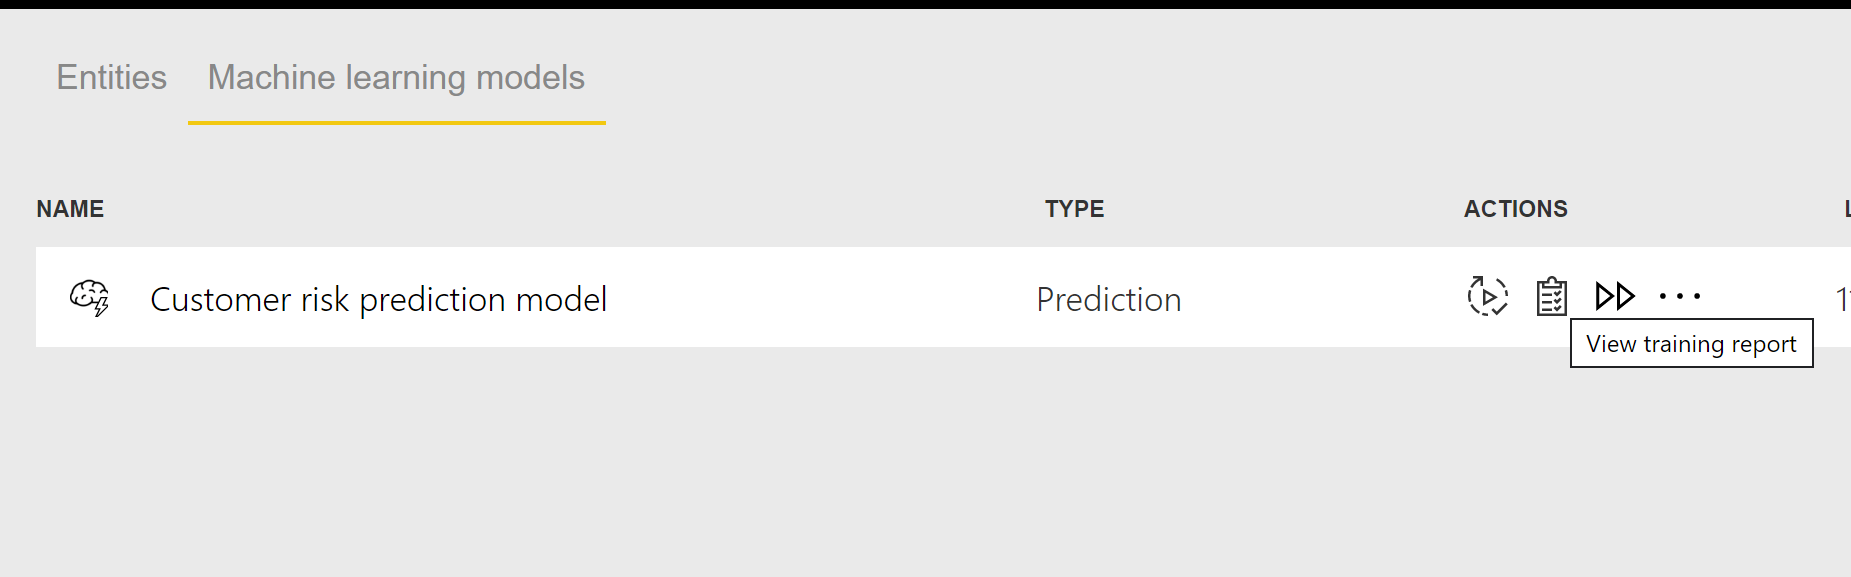 Entities Machine learning models
NAME TYPE ACTIONS
Customer risk prediction model Prediction
View training report